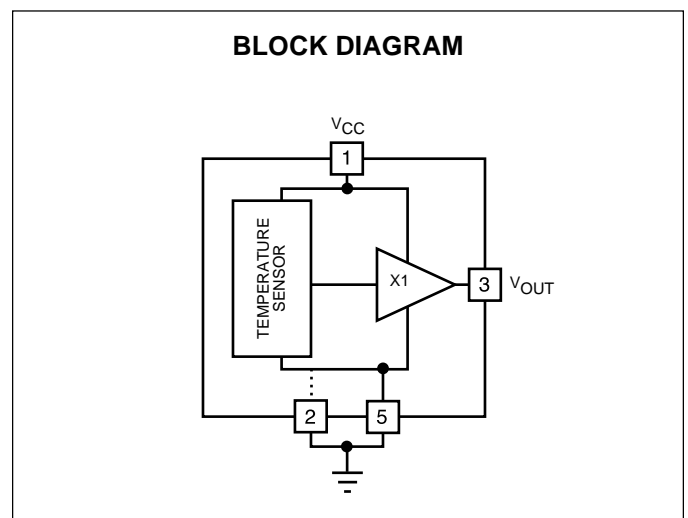 BLOCK DIAGRAM
VCC
1
TEMPERATURE
SENSOR
X1
3
VOUT
2
5